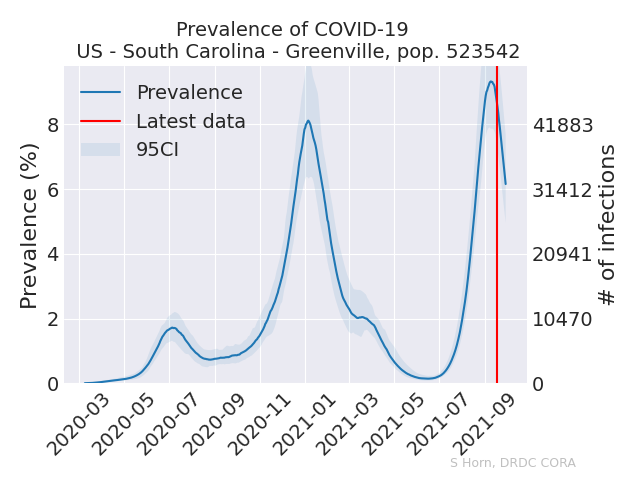 Prevalence of COVID-19
US - South Carolina - Greenville, pop. 523542
Prevalence
Latest data
95CI
Prevalence (%)
8
6
4
2
0
41883
31412
20941
10470
0
# of infections
2020-03
2020-05
2020-07
2020-09
2020-11
2021-01
2021-03
2021-05
2021-07
2021-09
S Horn, DRDC CORA